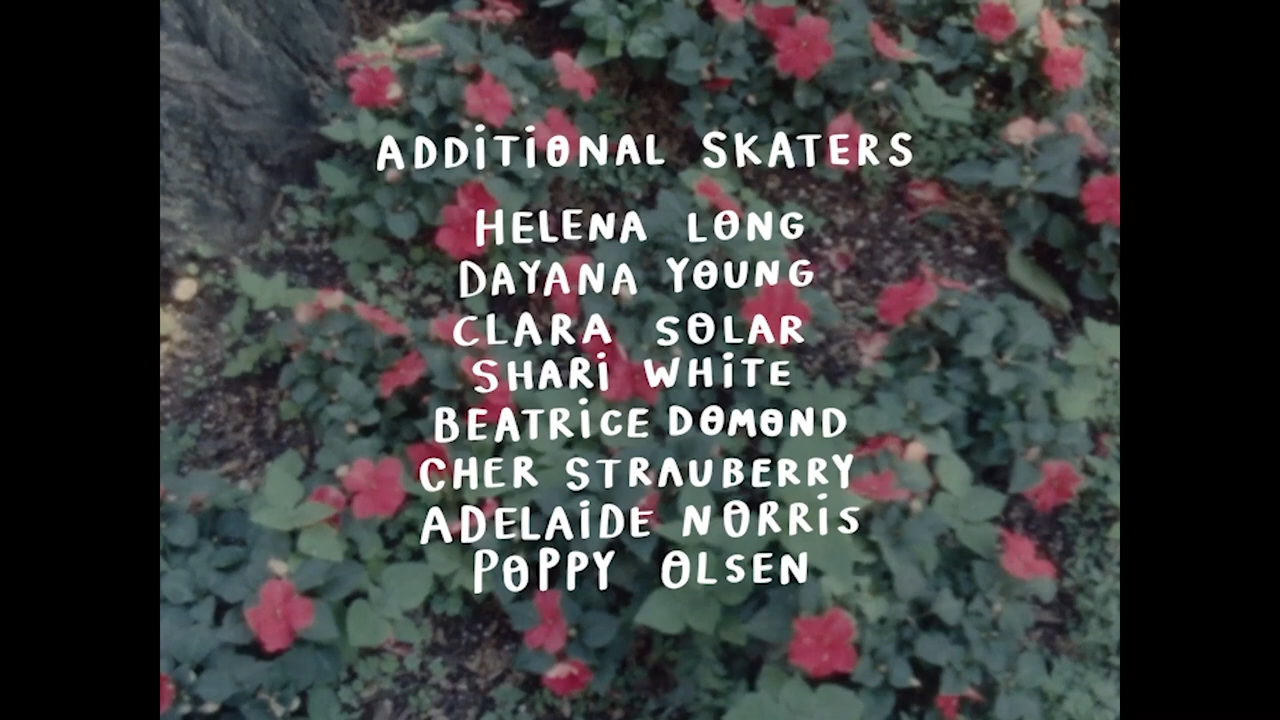 ADDITIONAL SKATERS
HELENA LONG
DAYANA YOUNG
CLARA SOLAR
SHARI WHITE
BEATRICE DOMOND
CHER STRAUBERRY
ADELAIDE NORRIS
POPPY OLSEN